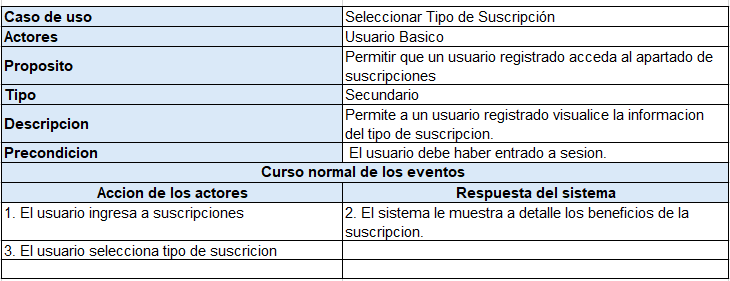 Caso de uso Seleccionar Tipo de Suscripción
Actores Usuario Basico
Proposito Permitir que un usuario registrado acceda al apartado de
suscripciones
Tipo Secundario
Descripcion Permite a un usuario registrado visualice la informacion
del tipo de suscripcion.
Precondicion El usuario debe haber entrado a sesion.
Curso normal de los eventos
Accion de los actores Respuesta del sistema
1. El usuario ingresa a suscripciones 2. El sistema le muestra a detalle los beneficios de la
suscripcion.
3. El usuario selecciona tipo de suscricion